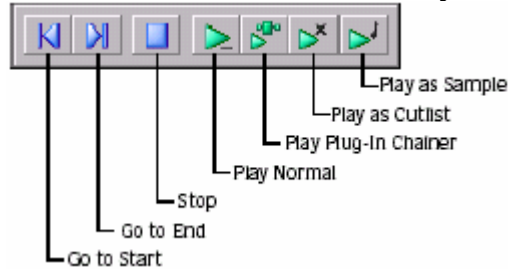 Play as Sample
Play as Cutlist
Play Plug-In Chainer
Play Normal
Stop
Go to End
Go to Start